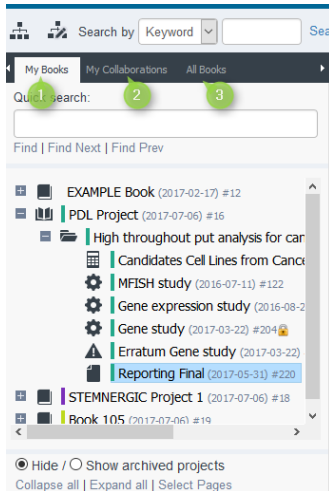 Search by Keyword Sea
My Books My Collaborations All Books
1 2 3
Quick search:
Find | Find Next | Find Prev
EXAMPLE Book (2017-02-17) #12
PDL Project (2017-07-06) #16
High throughout put analysis for can
Candidates Cell Lines from Cance
MFISH study (2016-07-11) #122
Gene expression study (2016-08-2
Gene study (2017-03-22) #204
Erratum Gene study (2017-03-22)
Reporting Final (2017-05-31) #220
STEMNERGIC Project 1 (2017-07-06) #18
Book 105 (2017-07-06) #19
Hide / Show archived projects
Collapse all | Expand all | Select Pages